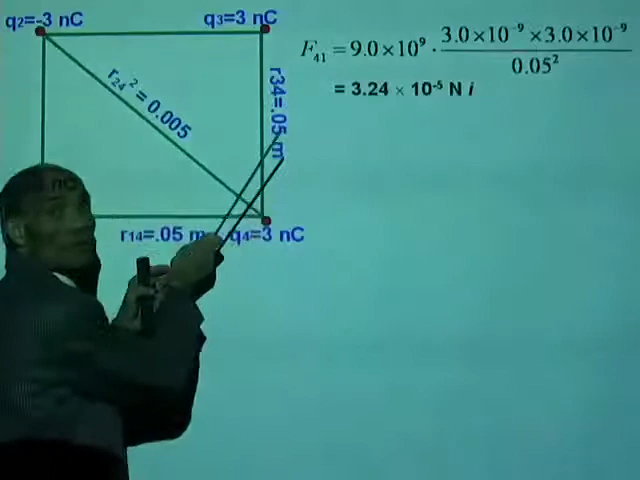 q2=-3 nC
q3=3 nC
F41 = 9.0×10⁹ · 3.0×10⁻⁹ ×3.0×10⁻⁹ / 0.05²
= 3.24 × 10⁻⁵ N i
r24² = 0.005
r34=.05 m
nC
r14=.05 m
q4=3 nC